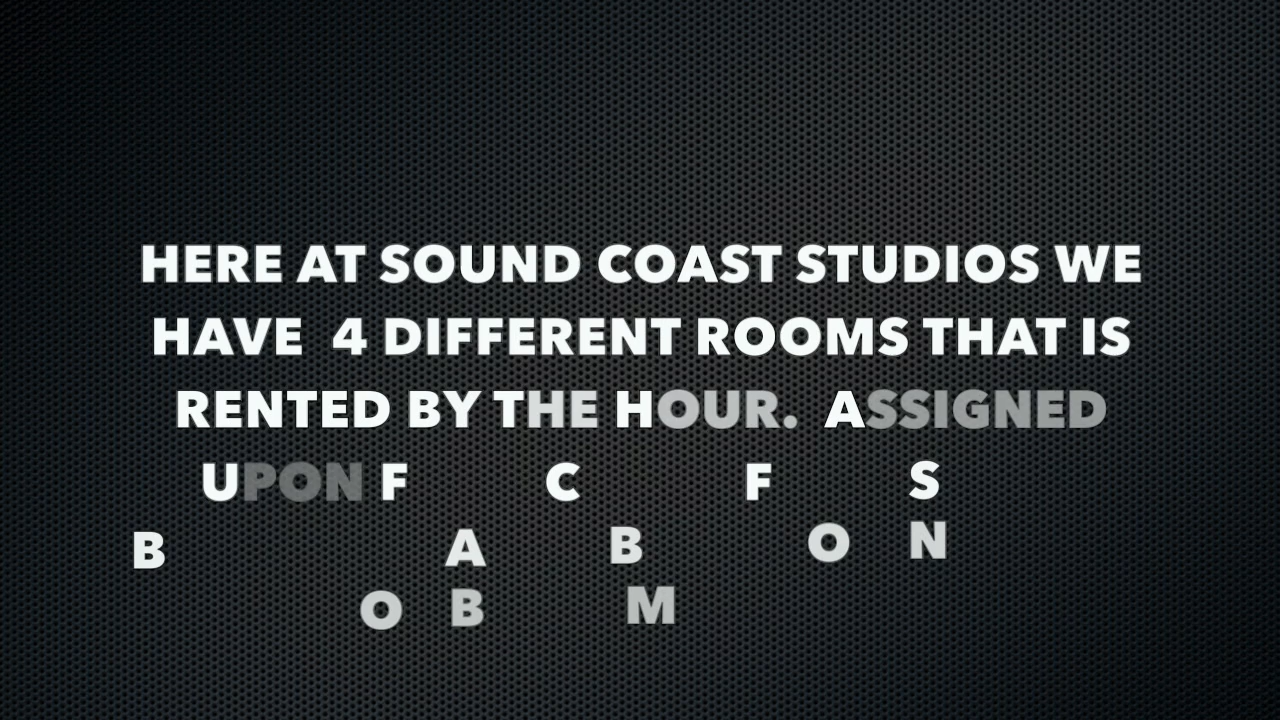 HERE AT SOUND COAST STUDIOS WE
HAVE 4 DIFFERENT ROOMS THAT IS
RENTED BY THE HOUR. ASSIGNED
UPON F C F S
B A B O N
O B M